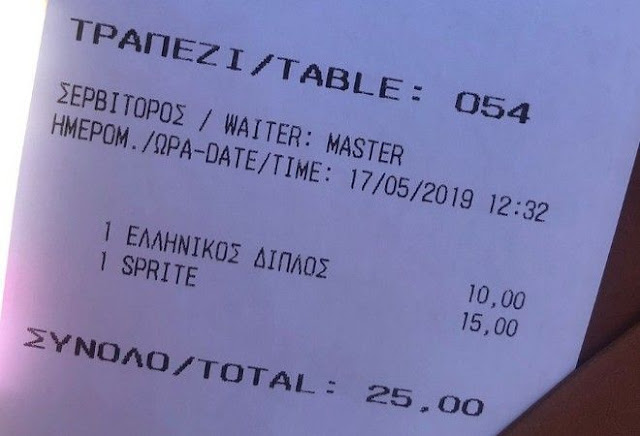 ΤΡΑΠΕΖΙ/TABLE: 054
ΣΕΡΒΙΤΟΡΟΣ / WAITER: MASTER
ΗΜΕΡΟΜ./ΩΡΑ-DATE/TIME: 17/05/2019 12:32
1 ΕΛΛΗΝΙΚΟΣ ΔΙΠΛΟΣ 10,00
1 SPRITE 15,00
ΣΥΝΟΛΟ/TOTAL: 25,00